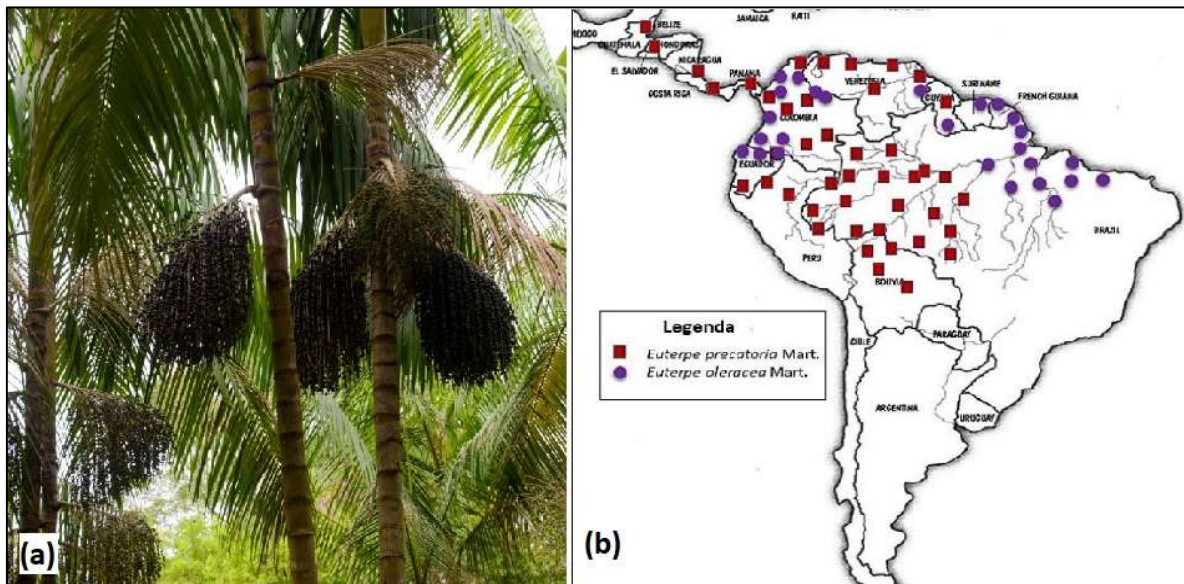 JAMAICA
HAITI
BELIZE
MEXICO
GUATEMALA
HONDURAS
NICARAGUA
EL SALVADOR
PANAMA
COSTA RICA
VENEZUELA
SURINAME
FRENCH GUIANA
COLOMBIA
ECUADOR
BRAZIL
PERU
BOLIVIA
Legenda
Euterpe precatoria Mart.
Euterpe oleracea Mart.
PARAGUAY
CHILE
ARGENTINA
URUGUAY
(a)
(b)